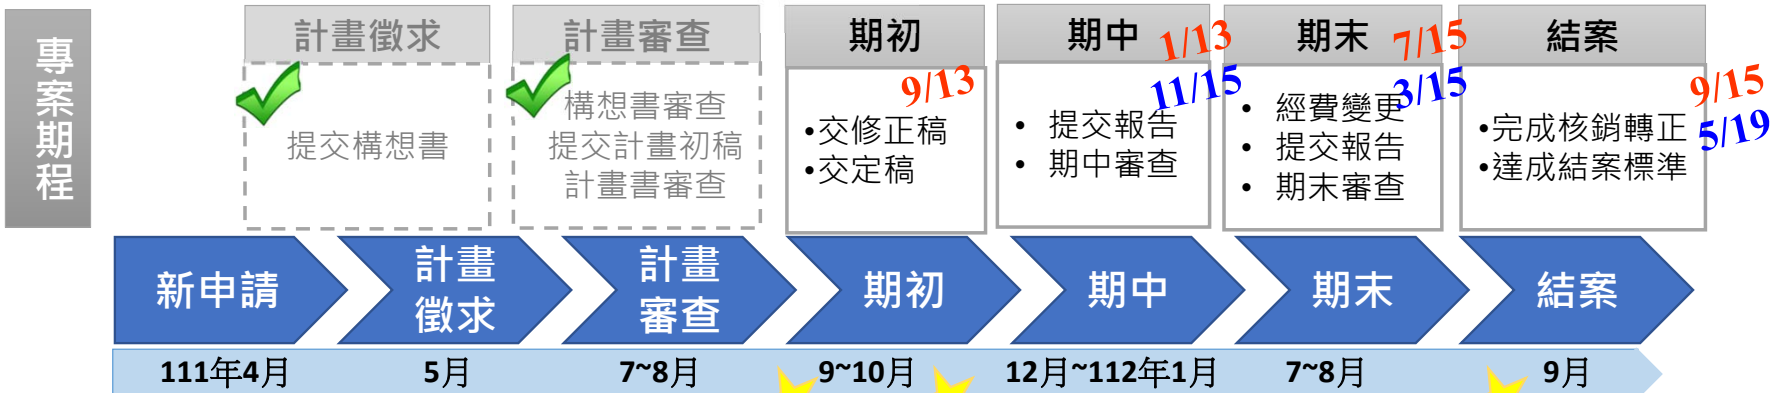 專案期程
計畫徵求
提交構想書
計畫審查
構想書審查
提交計畫初稿
計畫書審查
期初
9/13
•交修正稿
•交定稿
期中
1/13
11/15
• 提交報告
• 期中審查
期末
7/15
3/15
• 經費變更
• 提交報告
• 期末審查
結案
9/15
5/19
•完成核銷轉正
•達成結案標準
新申請
計畫
徵求
計畫
審查
期初
期中
期末
結案
111年4月
5月
7~8月
9~10月
12月~112年1月
7~8月
9月